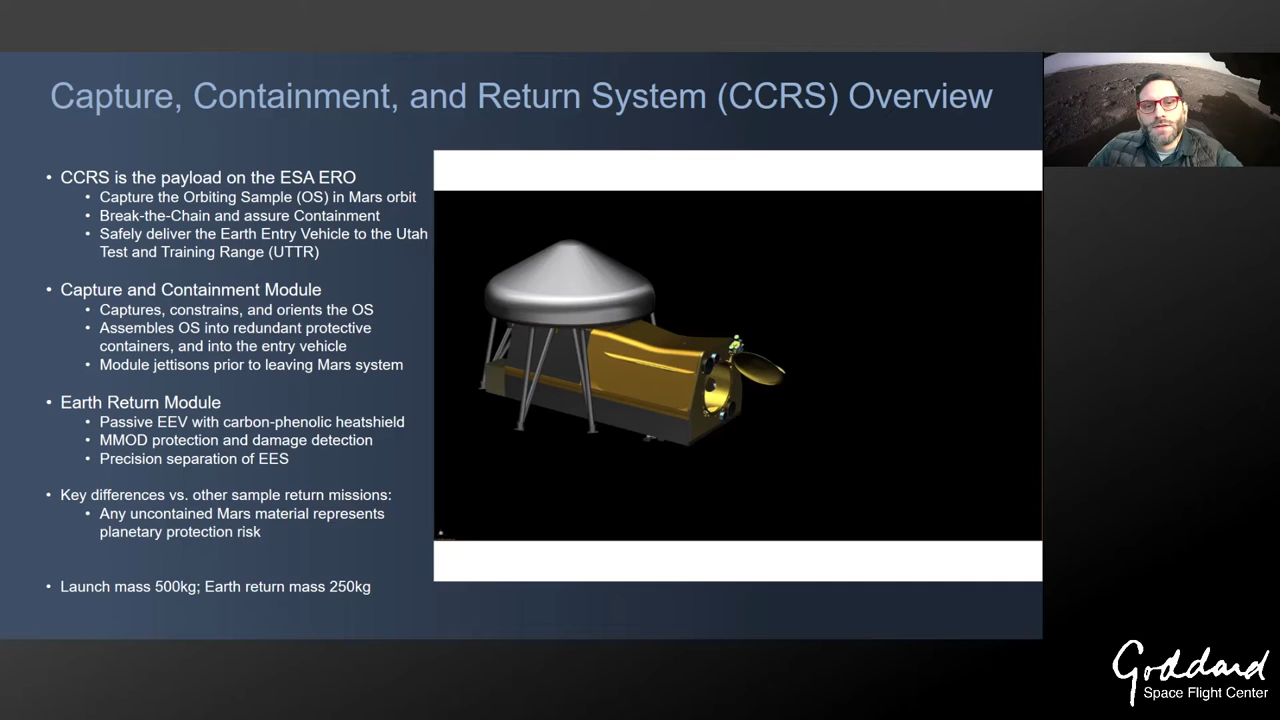 Capture, Containment, and Return System (CCRS) Overview
• CCRS is the payload on the ESA ERO
• Capture the Orbiting Sample (OS) in Mars orbit
• Break-the-Chain and assure Containment
• Safely deliver the Earth Entry Vehicle to the Utah
Test and Training Range (UTTR)
• Capture and Containment Module
• Captures, constrains, and orients the OS
• Assembles OS into redundant protective
containers, and into the entry vehicle
• Module jettisons prior to leaving Mars system
• Earth Return Module
• Passive EEV with carbon-phenolic heatshield
• MMOD protection and damage detection
• Precision separation of EES
• Key differences vs. other sample return missions:
• Any uncontained Mars material represents
planetary protection risk
• Launch mass 500kg; Earth return mass 250kg
Goddard
Space Flight Center